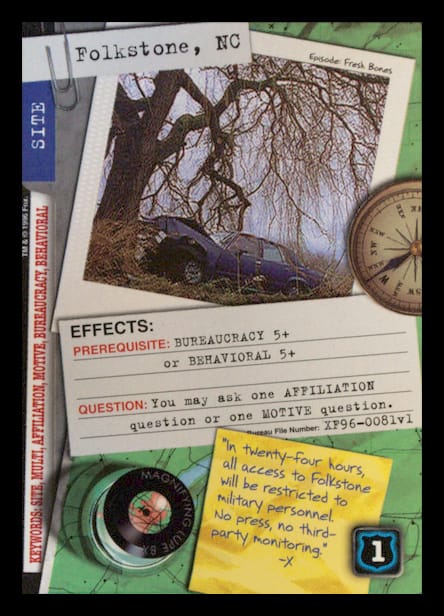 Folkstone, NC
Episode: Fresh Bones
SITE
TM & © 1996 Fox.
KEYWORDS: SITE, MULTI, AFFILIATION, MOTIVE, BUREAUCRACY, BEHAVIORAL
EFFECTS:
PREREQUISITE: BUREAUCRACY 5+
or BEHAVIORAL 5+
QUESTION: You may ask one AFFILIATION
question or one MOTIVE question.
Bureau File Number: XF96-0081v1
"In twenty-four hours,
all access to Folkstone
will be restricted to
military personnel.
No press, no third-
party monitoring."
-X
MAGNIFYING LUPE 8X
1